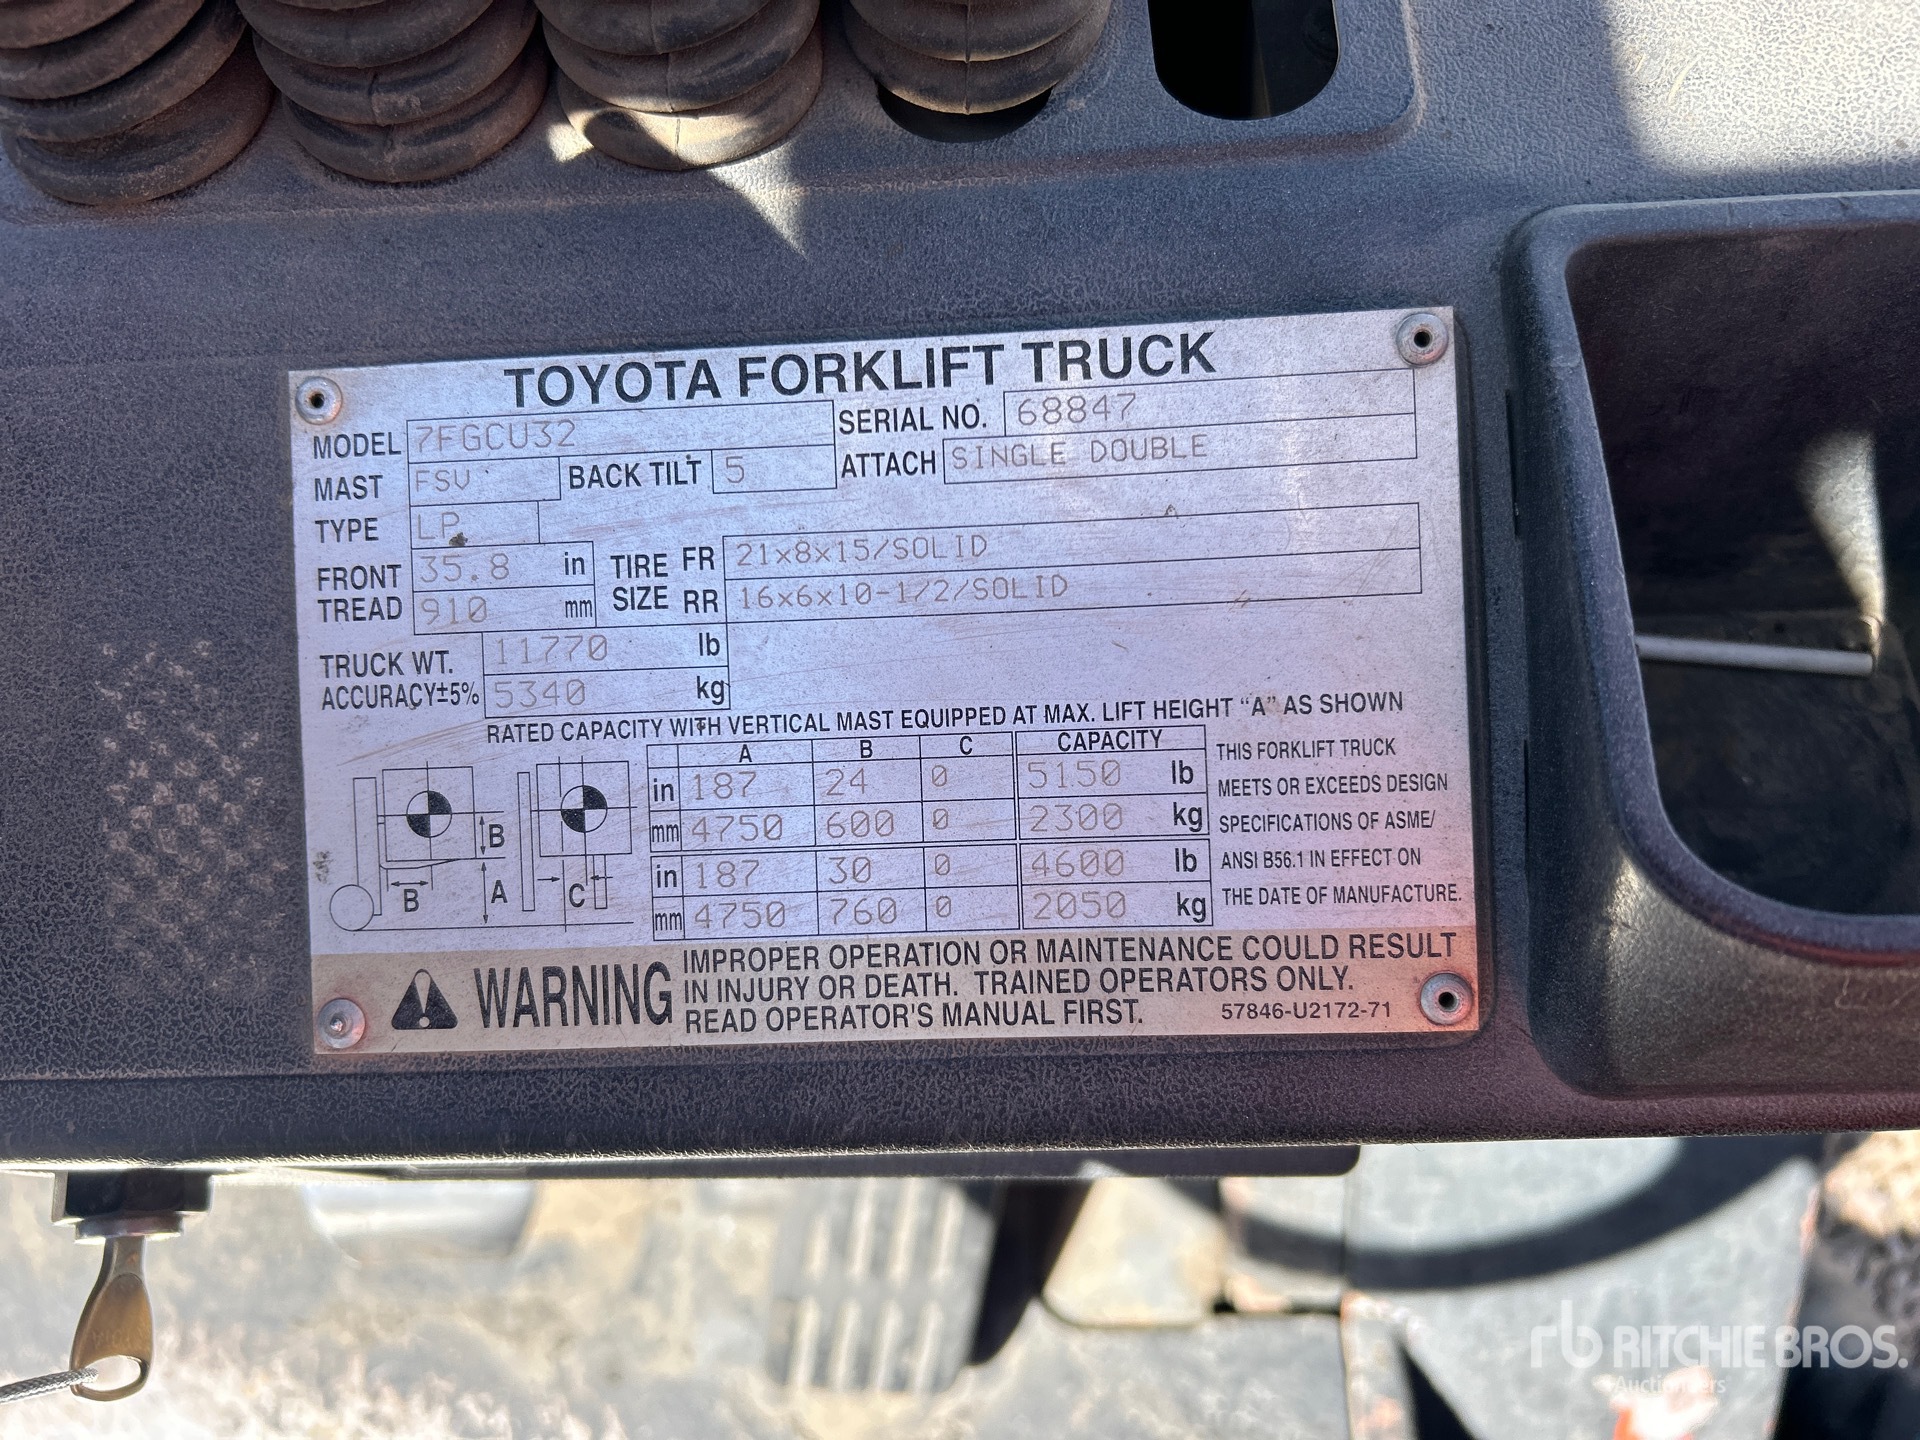 TOYOTA FORKLIFT TRUCK
MODEL 7FGCU32 SERIAL NO. 68847
MAST FSV BACK TILT 5 ATTACH SINGLE DOUBLE
TYPE LP
FRONT TREAD 35.8 in TIRE SIZE FR 21x8x15/SOLID
910 mm RR 16x6x10-1/2/SOLID
TRUCK WT. 11770 lb
ACCURACY±5% 5340 kg
RATED CAPACITY WITH VERTICAL MAST EQUIPPED AT MAX. LIFT HEIGHT "A" AS SHOWN
A B C CAPACITY
in 187 24 0 5150 lb
mm 4750 600 0 2300 kg
in 187 30 0 4600 lb
mm 4750 760 0 2050 kg
B
B A C
THIS FORKLIFT TRUCK
MEETS OR EXCEEDS DESIGN
SPECIFICATIONS OF ASME/
ANSI B56.1 IN EFFECT ON
THE DATE OF MANUFACTURE.
WARNING
IMPROPER OPERATION OR MAINTENANCE COULD RESULT
IN INJURY OR DEATH. TRAINED OPERATORS ONLY.
READ OPERATOR'S MANUAL FIRST. 57846-U2172-71
rb RITCHIE BROS.
Auctioneers